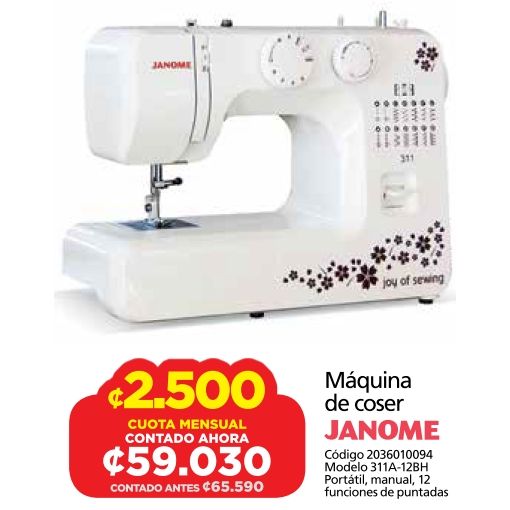 JANOME
311
joy of sewing
₡2.500
CUOTA MENSUAL
CONTADO AHORA
₡59.030
CONTADO ANTES ₡65.590
Máquina
de coser
JANOME
Código 2036010094
Modelo 311A-12BH
Portátil, manual, 12
funciones de puntadas